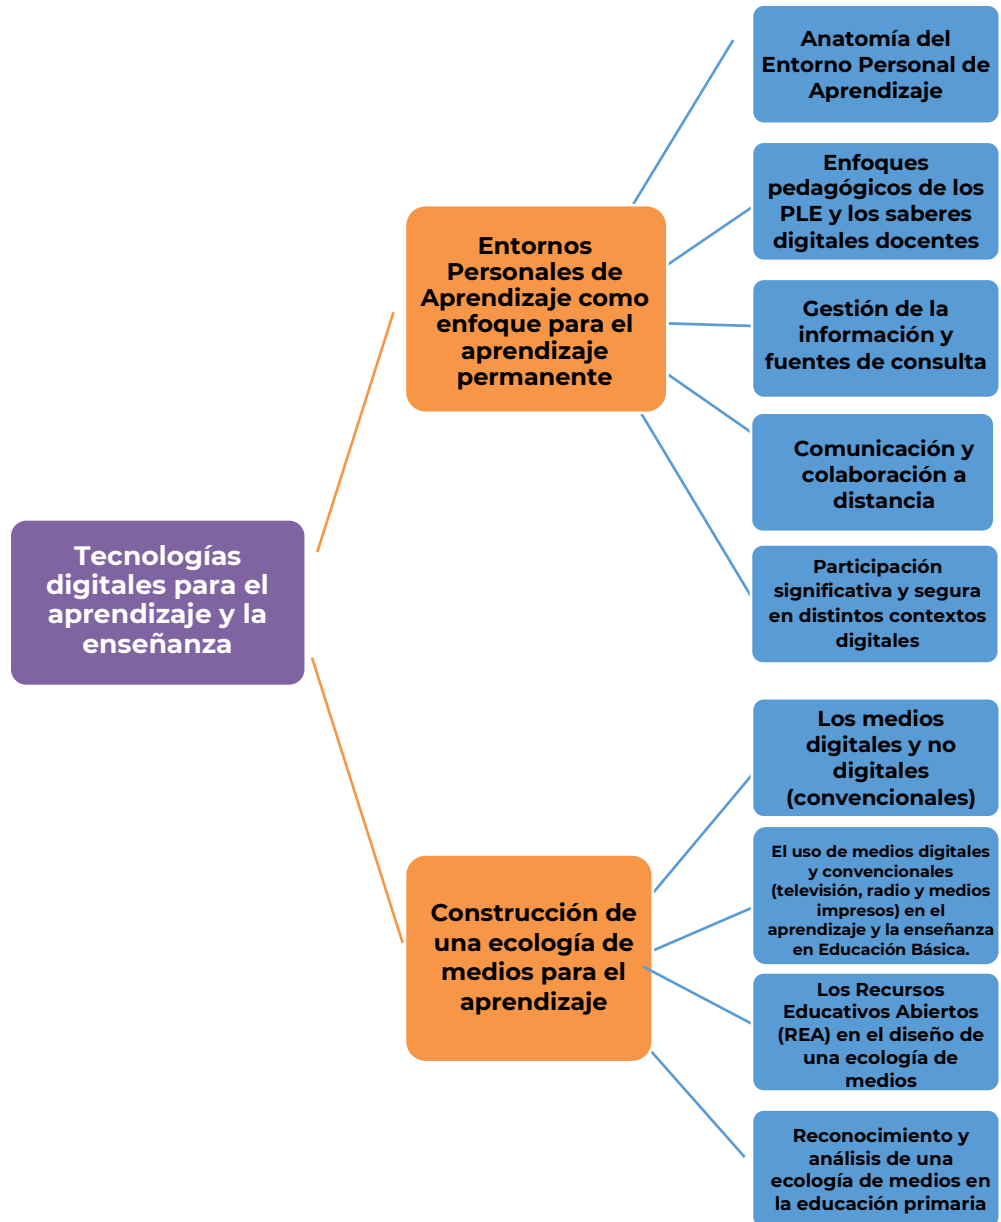 Anatomía del
Entorno Personal de
Aprendizaje
Enfoques
pedagógicos de los
PLE y los saberes
digitales docentes
Entornos
Personales de
Aprendizaje como
enfoque para el
aprendizaje
permanente
Gestión de la
información y
fuentes de consulta
Comunicación y
colaboración a
distancia
Participación
significativa y segura
en distintos contextos
digitales
Tecnologías
digitales para el
aprendizaje y la
enseñanza
Los medios
digitales y no
digitales
(convencionales)
El uso de medios digitales
y convencionales
(televisión, radio y medios
impresos) en el
aprendizaje y la enseñanza
en Educación Básica.
Construcción de
una ecología de
medios para el
aprendizaje
Los Recursos
Educativos Abiertos
(REA) en el diseño de
una ecología de
medios
Reconocimiento y
análisis de una
ecología de medios en
la educación primaria